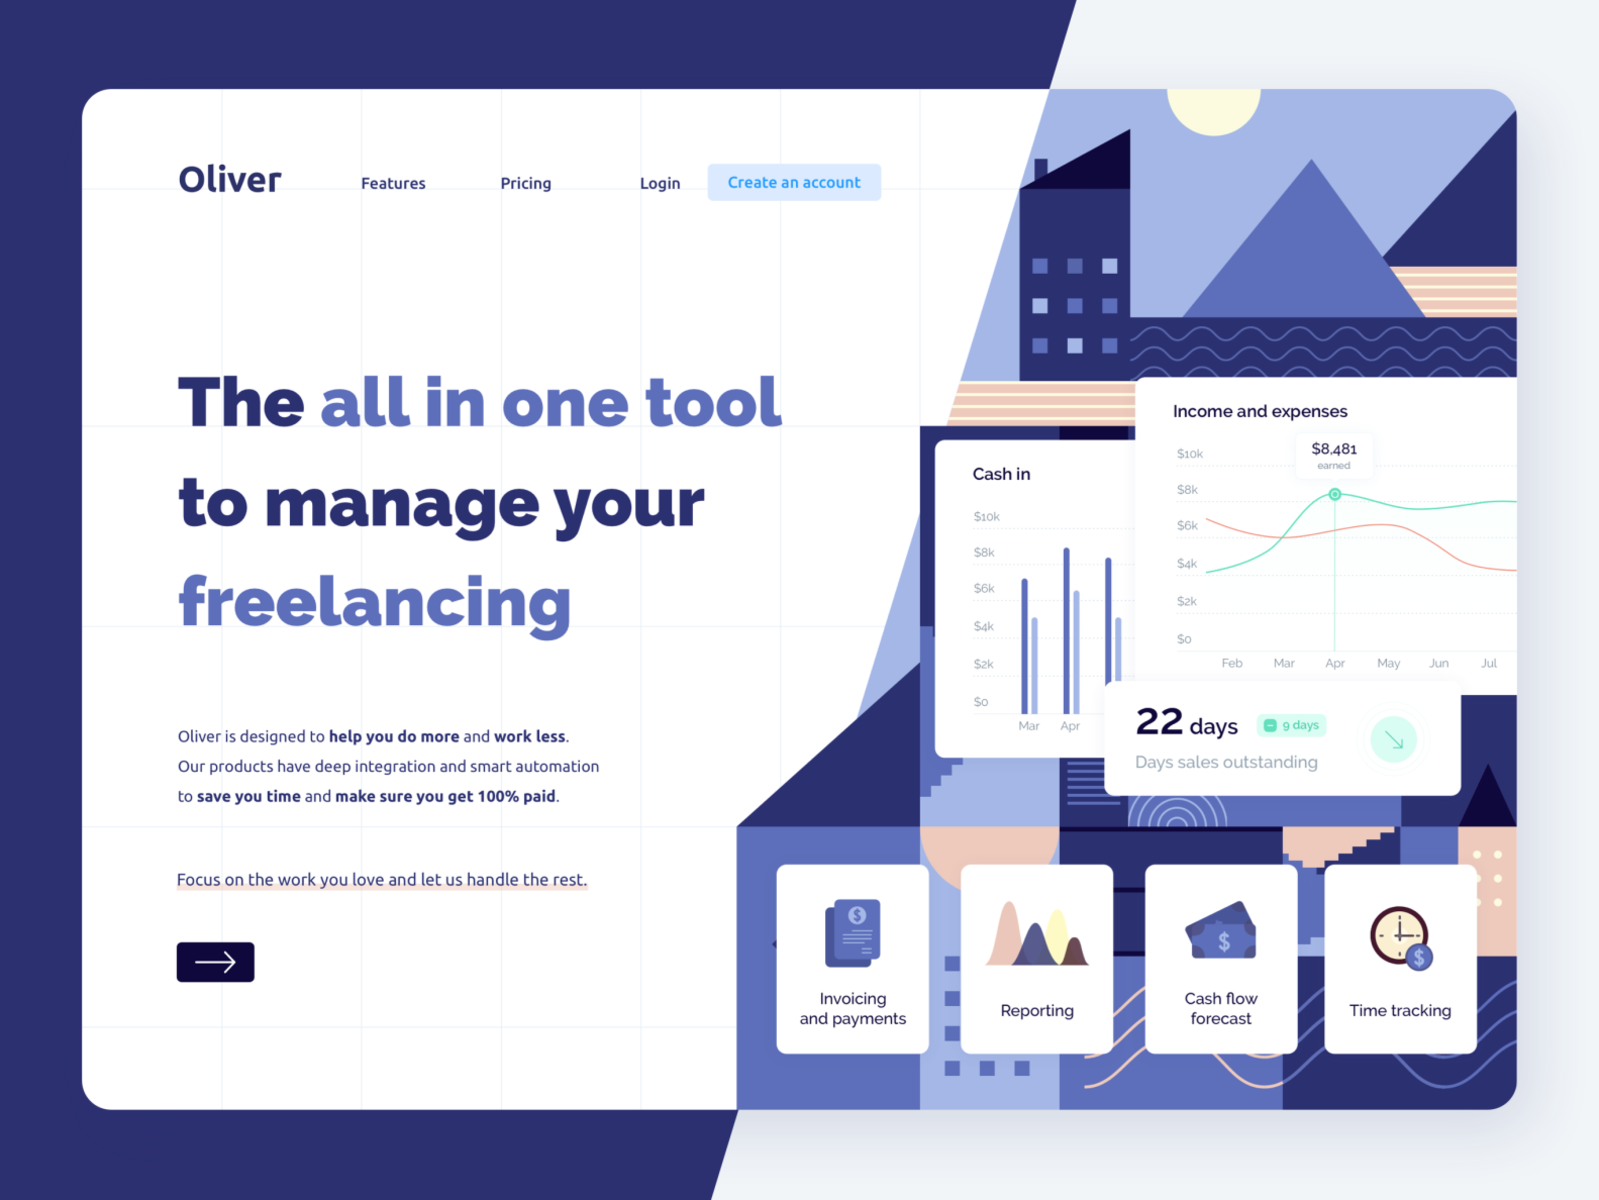 Oliver
Features
Pricing
Login
Create an account
The all in one tool
to manage your
freelancing
Oliver is designed to help you do more and work less.
Our products have deep integration and smart automation
to save you time and make sure you get 100% paid.
Focus on the work you love and let us handle the rest.
Income and expenses
$8,481
earned
$10k
$8k
$6k
$4k
$2k
$0
Feb Mar Apr May Jun Jul
Cash in
$10k
$8k
$6k
$4k
$2k
$0
Mar Apr
22 days
9 days
Days sales outstanding
$
Invoicing
and payments
Reporting
$
Cash flow
forecast
$
Time tracking